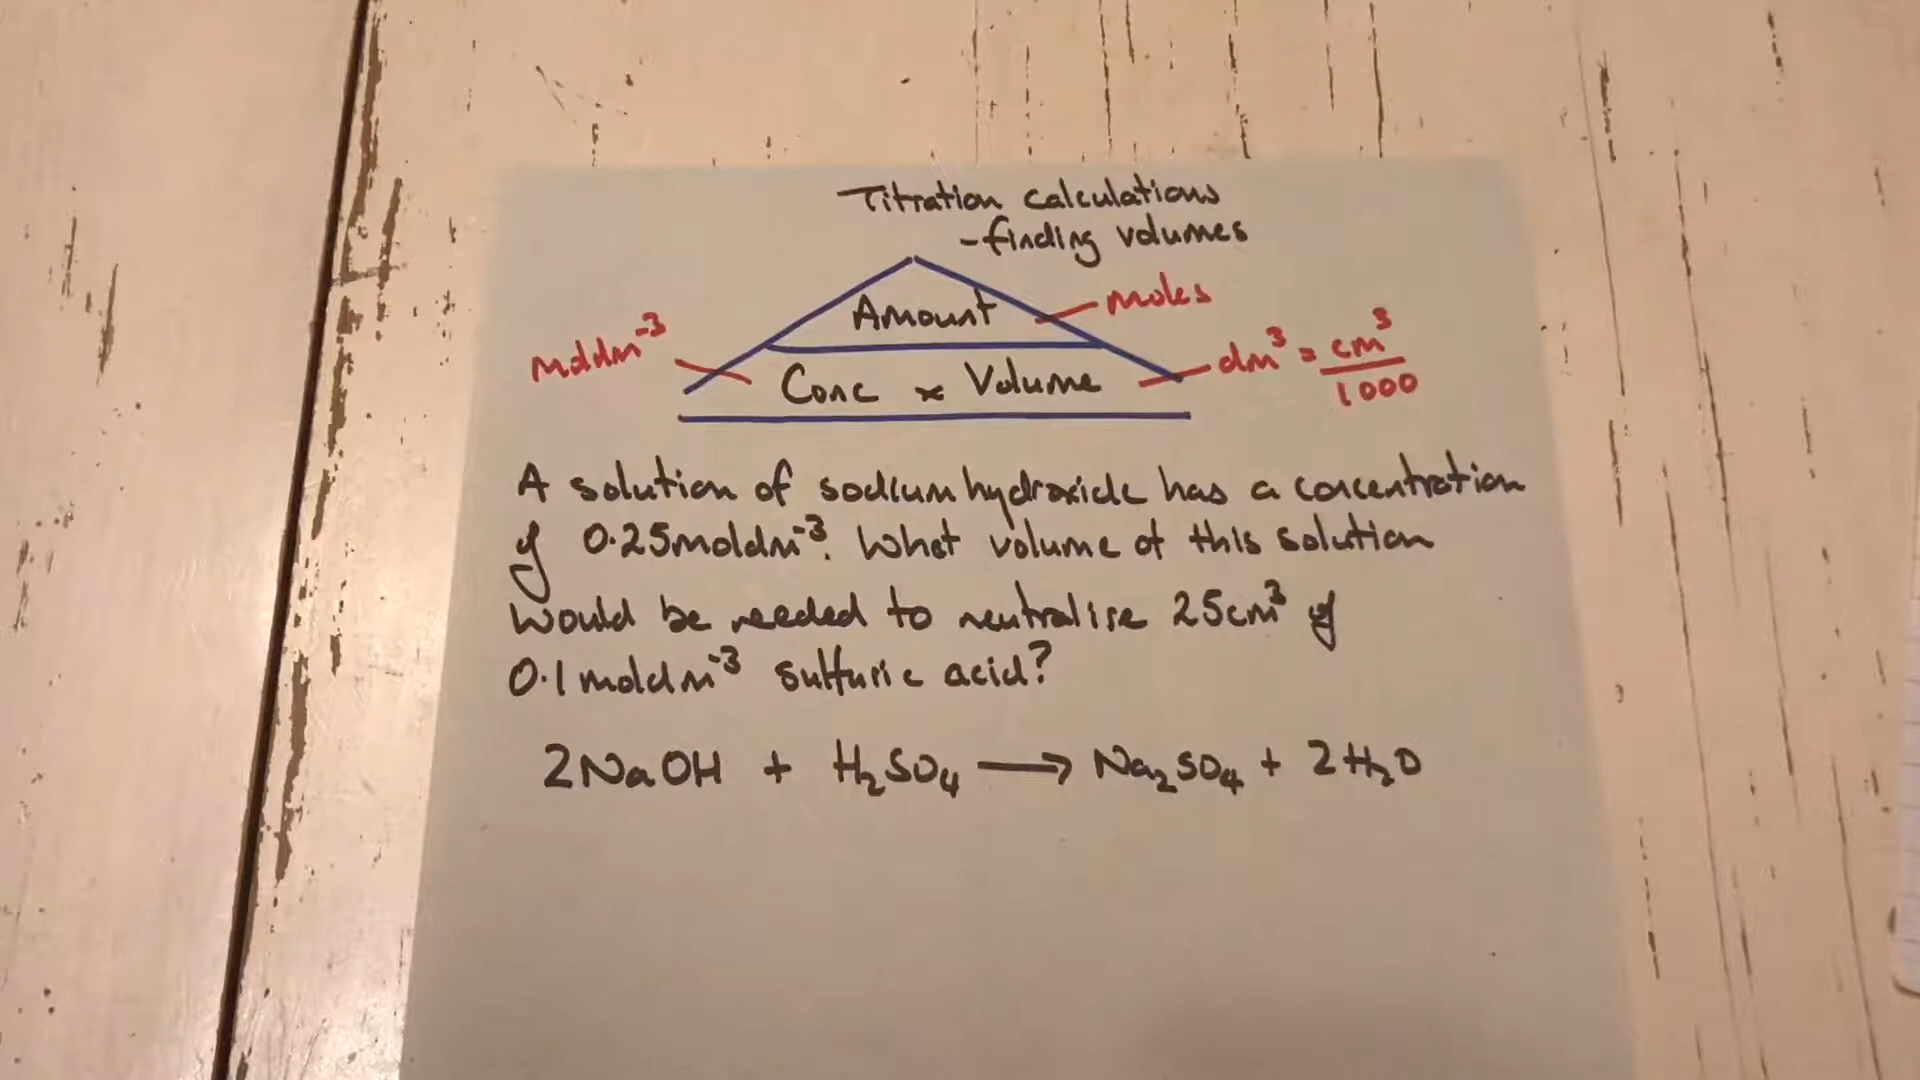 Titration calculations
- finding volumes
Amount
moles
moldm⁻³
Conc × Volume
dm³ = cm³
1000
A solution of sodium hydroxide has a concentration
of 0.25moldm⁻³. What volume of this solution
would be needed to neutralise 25cm³ of
0.1moldm⁻³ sulfuric acid?
2NaOH + H₂SO₄ → Na₂SO₄ + 2H₂O